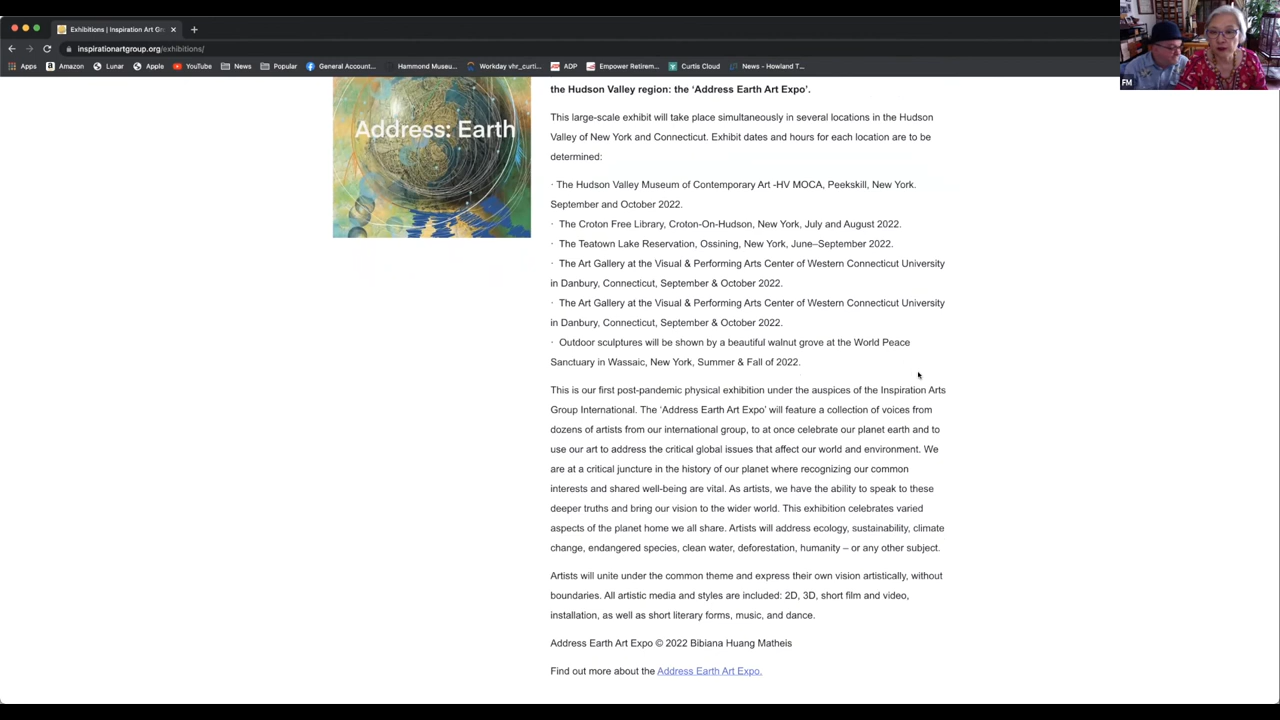 Exhibitions | Inspiration Art Gr
inspirationartgroup.org/exhibitions/
Apps Amazon Lunar Apple YouTube News Popular General Account... Hammond Museu... Workday vhr_curti... ADP Empower Retirem... Curtis Cloud News - Howland T...
FM
Address: Earth
the Hudson Valley region: the ‘Address Earth Art Expo’.
This large-scale exhibit will take place simultaneously in several locations in the Hudson
Valley of New York and Connecticut. Exhibit dates and hours for each location are to be
determined:
· The Hudson Valley Museum of Contemporary Art -HV MOCA, Peekskill, New York.
September and October 2022.
· The Croton Free Library, Croton-On-Hudson, New York, July and August 2022.
· The Teatown Lake Reservation, Ossining, New York, June–September 2022.
· The Art Gallery at the Visual & Performing Arts Center of Western Connecticut University
in Danbury, Connecticut, September & October 2022.
· The Art Gallery at the Visual & Performing Arts Center of Western Connecticut University
in Danbury, Connecticut, September & October 2022.
· Outdoor sculptures will be shown by a beautiful walnut grove at the World Peace
Sanctuary in Wassaic, New York, Summer & Fall of 2022.
This is our first post-pandemic physical exhibition under the auspices of the Inspiration Arts
Group International. The ‘Address Earth Art Expo’ will feature a collection of voices from
dozens of artists from our international group, to at once celebrate our planet earth and to
use our art to address the critical global issues that affect our world and environment. We
are at a critical juncture in the history of our planet where recognizing our common
interests and shared well-being are vital. As artists, we have the ability to speak to these
deeper truths and bring our vision to the wider world. This exhibition celebrates varied
aspects of the planet home we all share. Artists will address ecology, sustainability, climate
change, endangered species, clean water, deforestation, humanity – or any other subject.
Artists will unite under the common theme and express their own vision artistically, without
boundaries. All artistic media and styles are included: 2D, 3D, short film and video,
installation, as well as short literary forms, music, and dance.
Address Earth Art Expo © 2022 Bibiana Huang Matheis
Find out more about the Address Earth Art Expo.